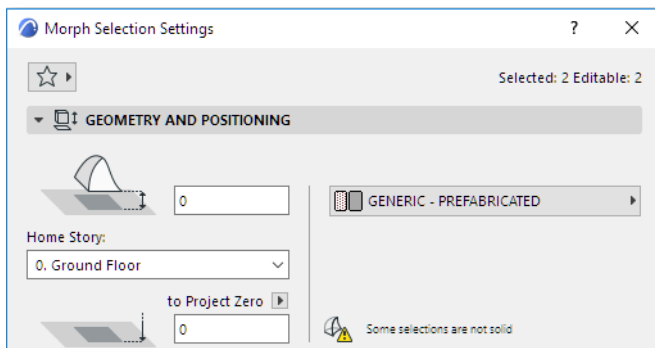 Morph Selection Settings
?
Selected: 2 Editable: 2
GEOMETRY AND POSITIONING
0
GENERIC - PREFABRICATED
Home Story:
0. Ground Floor
to Project Zero
0
Some selections are not solid